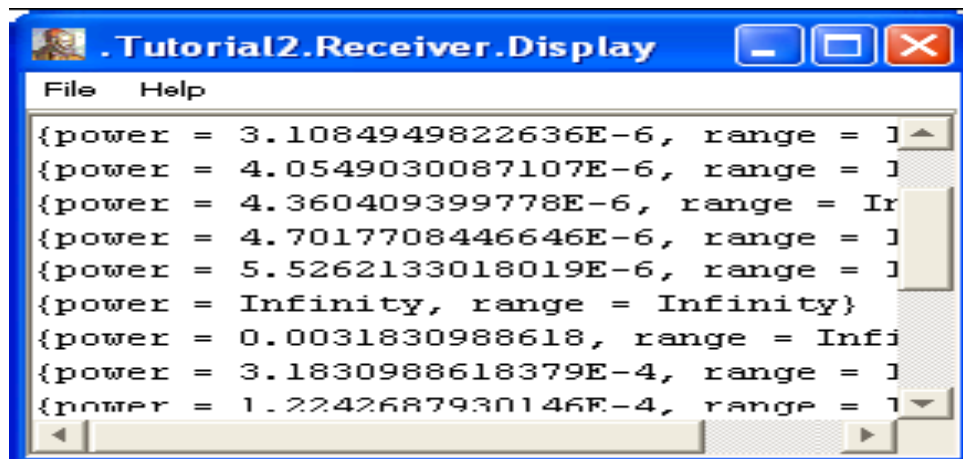 .Tutorial2.Receiver.Display
File Help
{power = 3.1084949822636E-6, range =
{power = 4.0549030087107E-6, range =
{power = 4.360409399778E-6, range = In
{power = 4.7017708446646E-6, range =
{power = 5.5262133018019E-6, range =
{power = Infinity, range = Infinity}
{power = 0.0031830988618, range = Infi
{power = 3.1830988618379E-4, range =
{power = 1.2242687930146E-4, range =